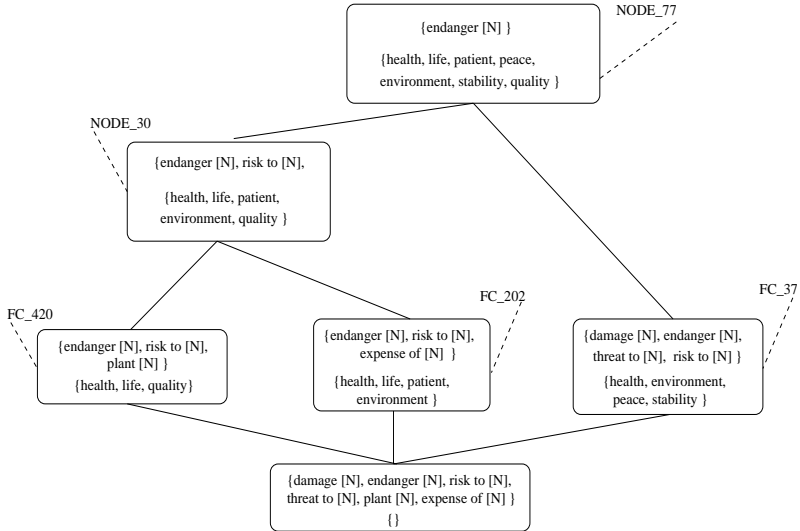 NODE_77
{endanger [N] }
{health, life, patient, peace,
environment, stability, quality }
NODE_30
{endanger [N], risk to [N],
{health, life, patient,
environment, quality }
FC_420
{endanger [N], risk to [N],
plant [N] }
{health, life, quality}
FC_202
{endanger [N], risk to [N],
expense of [N] }
{health, life, patient,
environment }
FC_37
{damage [N], endanger [N],
threat to [N], risk to [N] }
{health, environment,
peace, stability }
{damage [N], endanger [N], risk to [N],
threat to [N], plant [N], expense of [N] }
{}